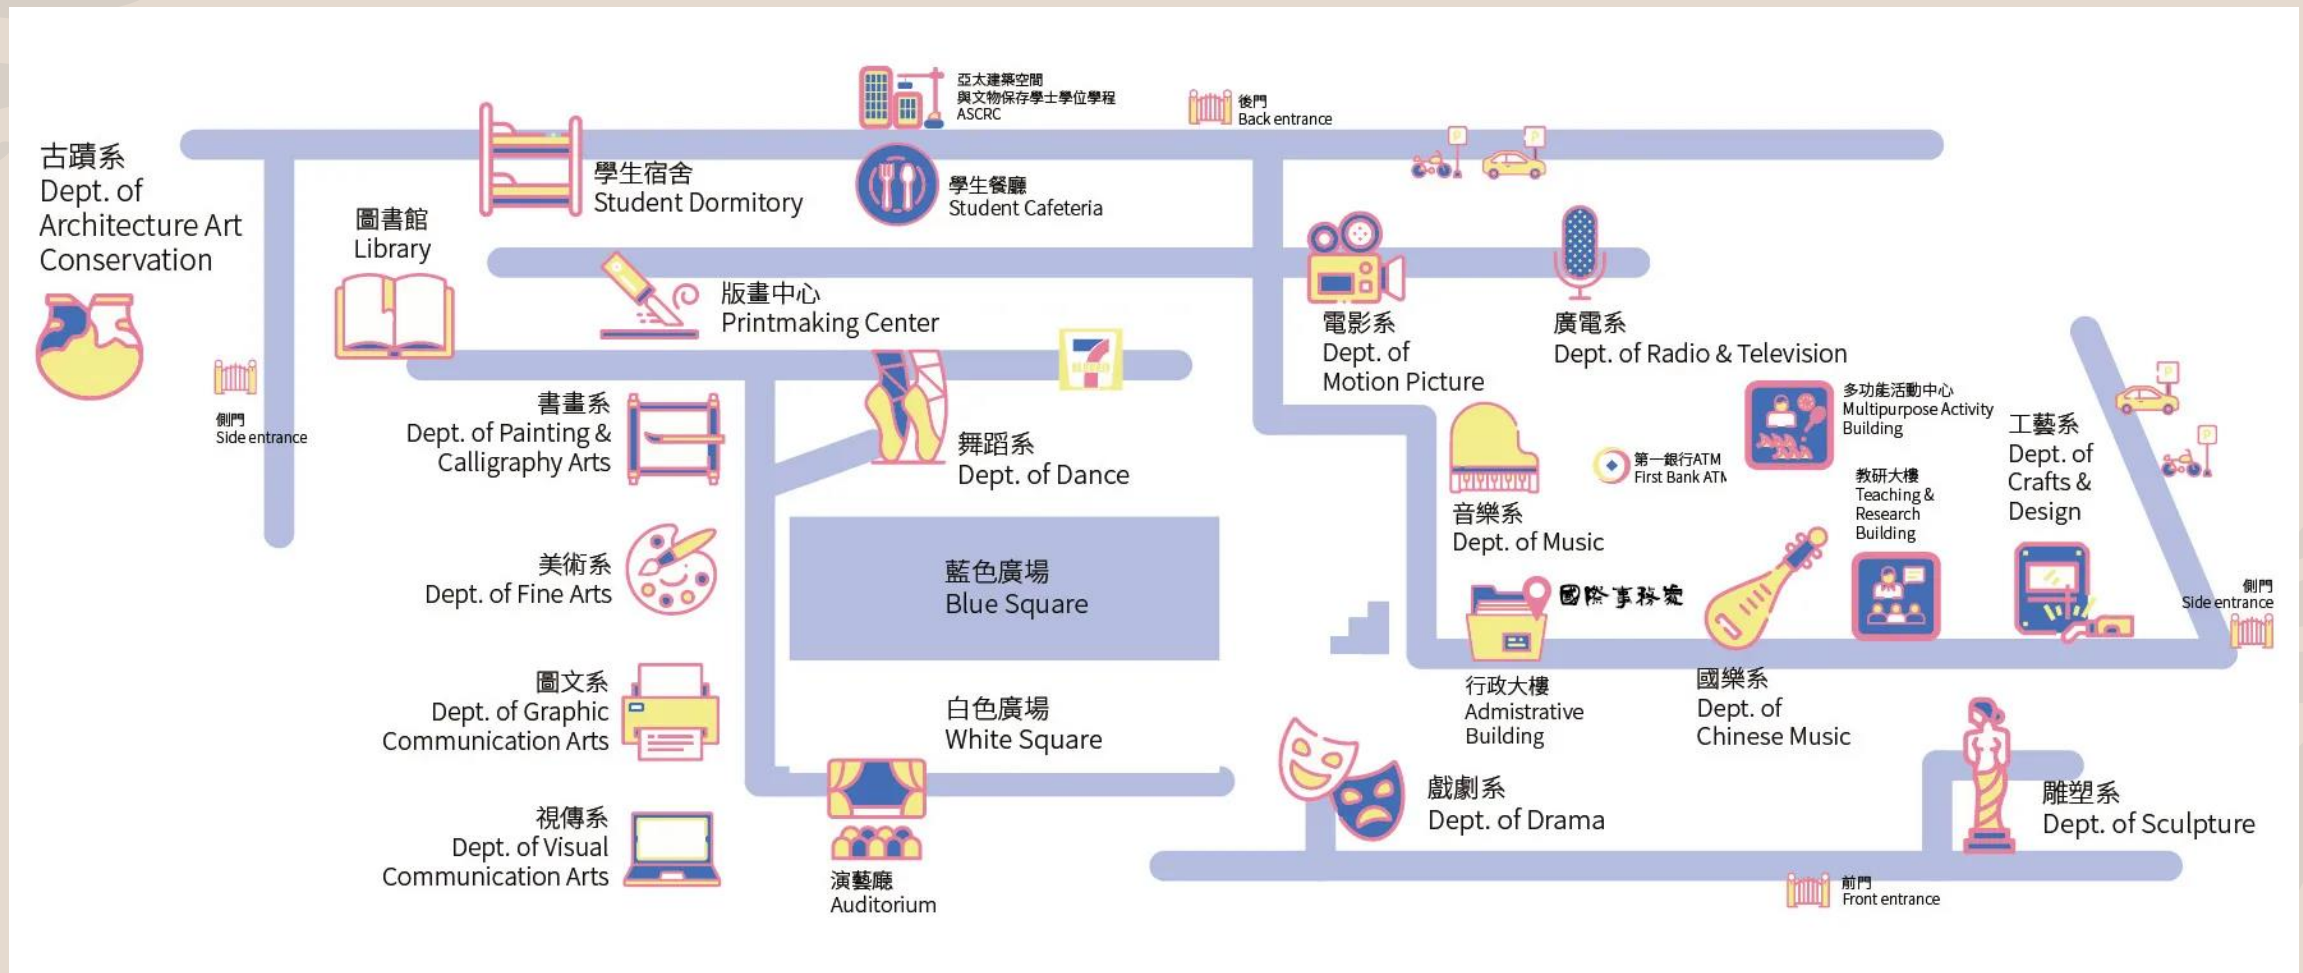 古蹟系
Dept. of
Architecture Art
Conservation
圖書館
Library
側門
Side entrance
學生宿舍
Student Dormitory
亞太建築空間
與文物保存學士學位學程
ASCRC
學生餐廳
Student Cafeteria
後門
Back entrance
P
P
版畫中心
Printmaking Center
7
ELEVEN
電影系
Dept. of
Motion Picture
廣電系
Dept. of Radio & Television
書畫系
Dept. of Painting &
Calligraphy Arts
舞蹈系
Dept. of Dance
美術系
Dept. of Fine Arts
藍色廣場
Blue Square
圖文系
Dept. of Graphic
Communication Arts
白色廣場
White Square
視傳系
Dept. of Visual
Communication Arts
演藝廳
Auditorium
音樂系
Dept. of Music
第一銀行ATM
First Bank ATM
多功能活動中心
Multipurpose Activity
Building
教研大樓
Teaching &
Research
Building
工藝系
Dept. of
Crafts &
Design
P
P
側門
Side entrance
國際事務處
行政大樓
Admistrative
Building
國樂系
Dept. of
Chinese Music
戲劇系
Dept. of Drama
雕塑系
Dept. of Sculpture
前門
Front entrance